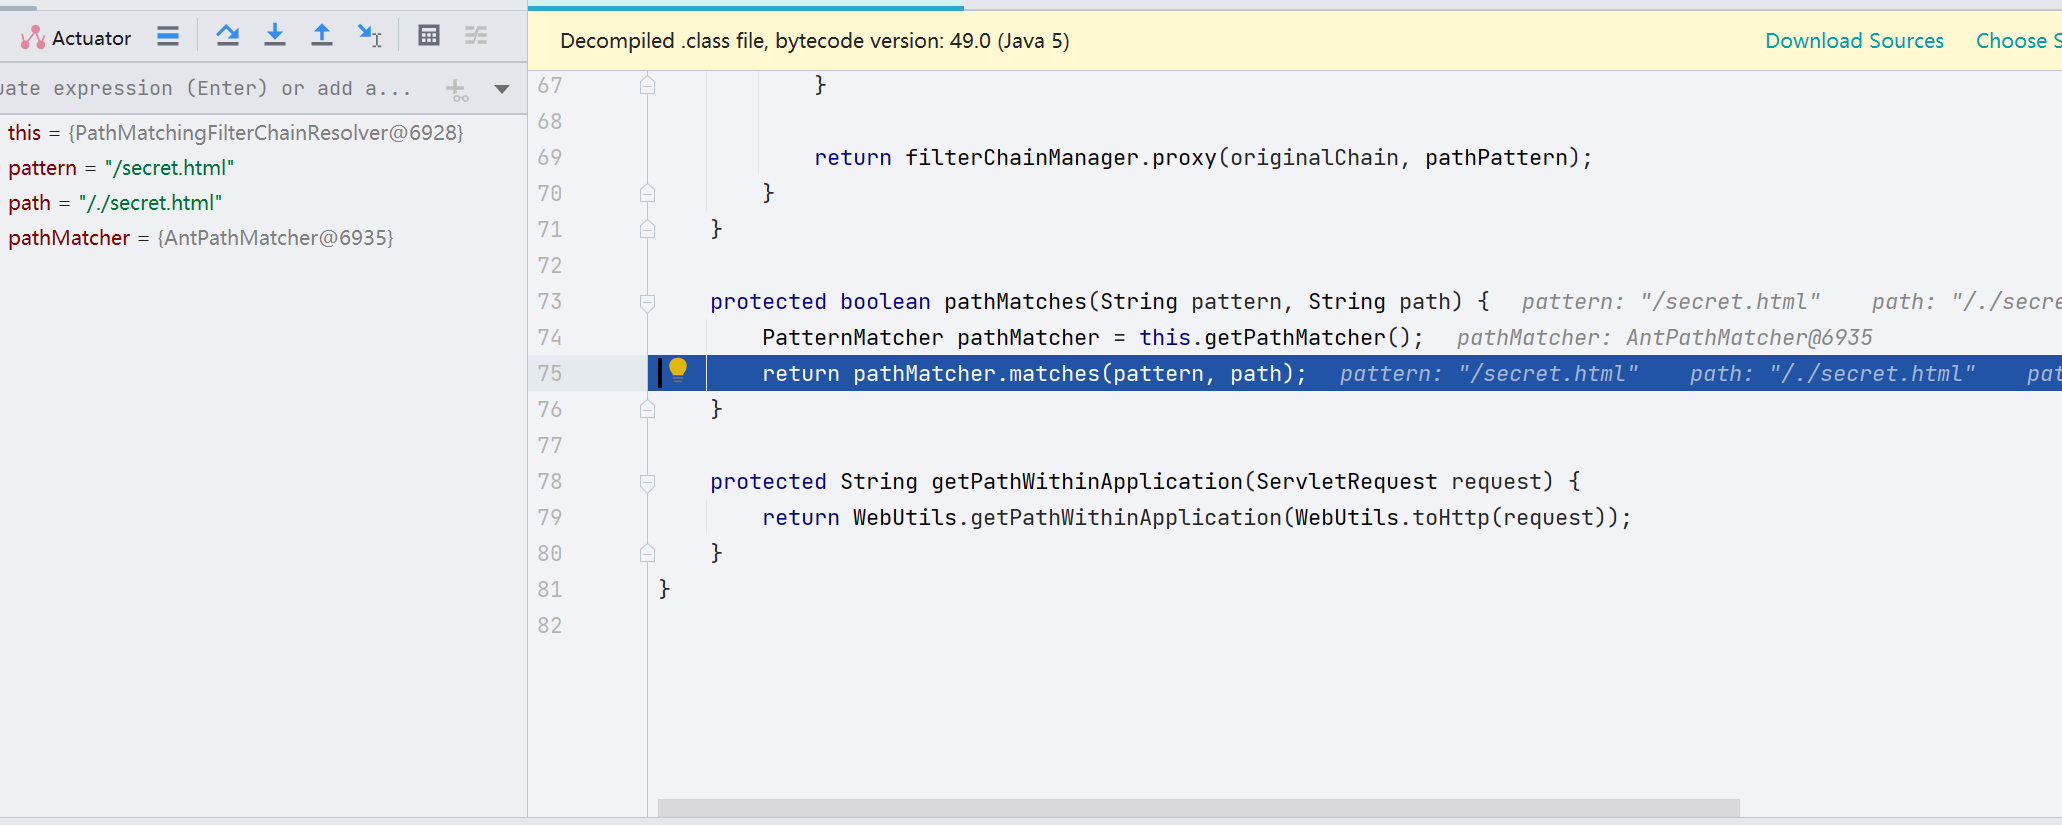 Actuator
uate expression (Enter) or add a...
this = {PathMatchingFilterChainResolver@6928}
pattern = "/secret.html"
path = "/./secret.html"
pathMatcher = {AntPathMatcher@6935}
Decompiled .class file, bytecode version: 49.0 (Java 5) Download Sources Choose S
67 }
68
69 return filterChainManager.proxy(originalChain, pathPattern);
70 }
71 }
72
73 protected boolean pathMatches(String pattern, String path) { pattern: "/secret.html" path: "/./secre
74 PatternMatcher pathMatcher = this.getPathMatcher(); pathMatcher: AntPathMatcher@6935
75 return pathMatcher.matches(pattern, path); pattern: "/secret.html" path: "/./secret.html" pat
76 }
77
78 protected String getPathWithinApplication(ServletRequest request) {
79 return WebUtils.getPathWithinApplication(WebUtils.toHttp(request));
80 }
81 }
82